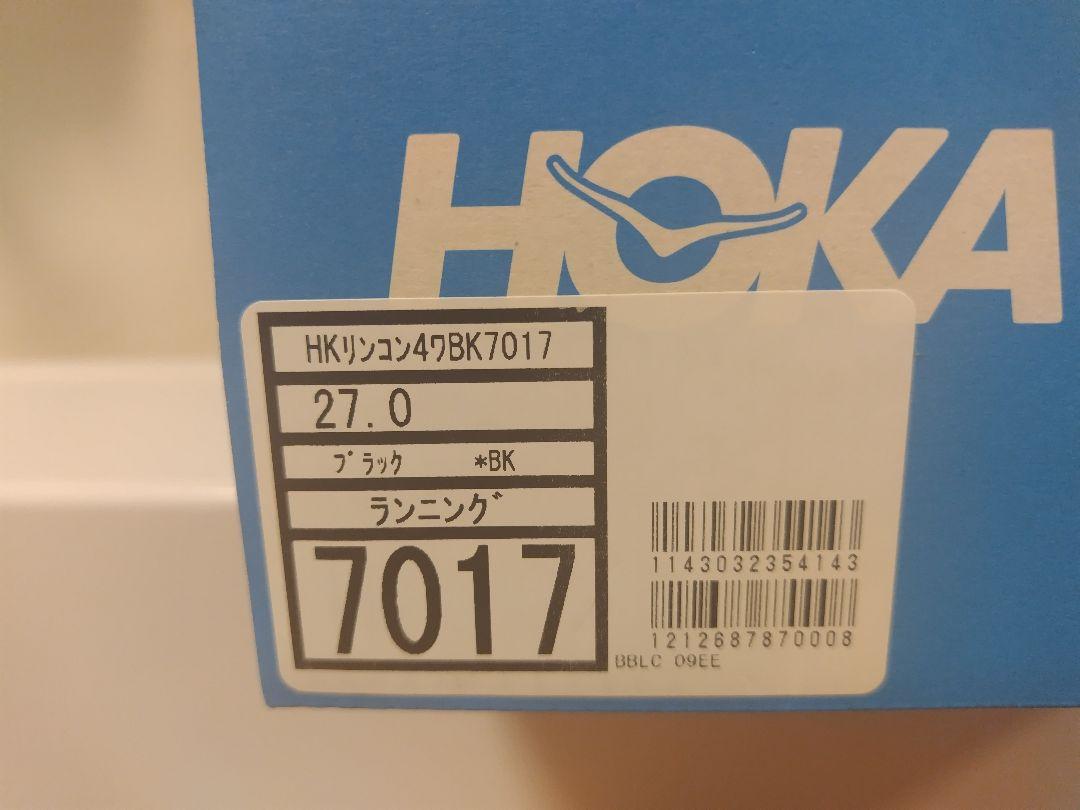 HOKA
HKリンコン4ワBK7017
27.0
ブラック *BK
ランニング
7017
1143032354143
1212687870008
BBLC 09EE